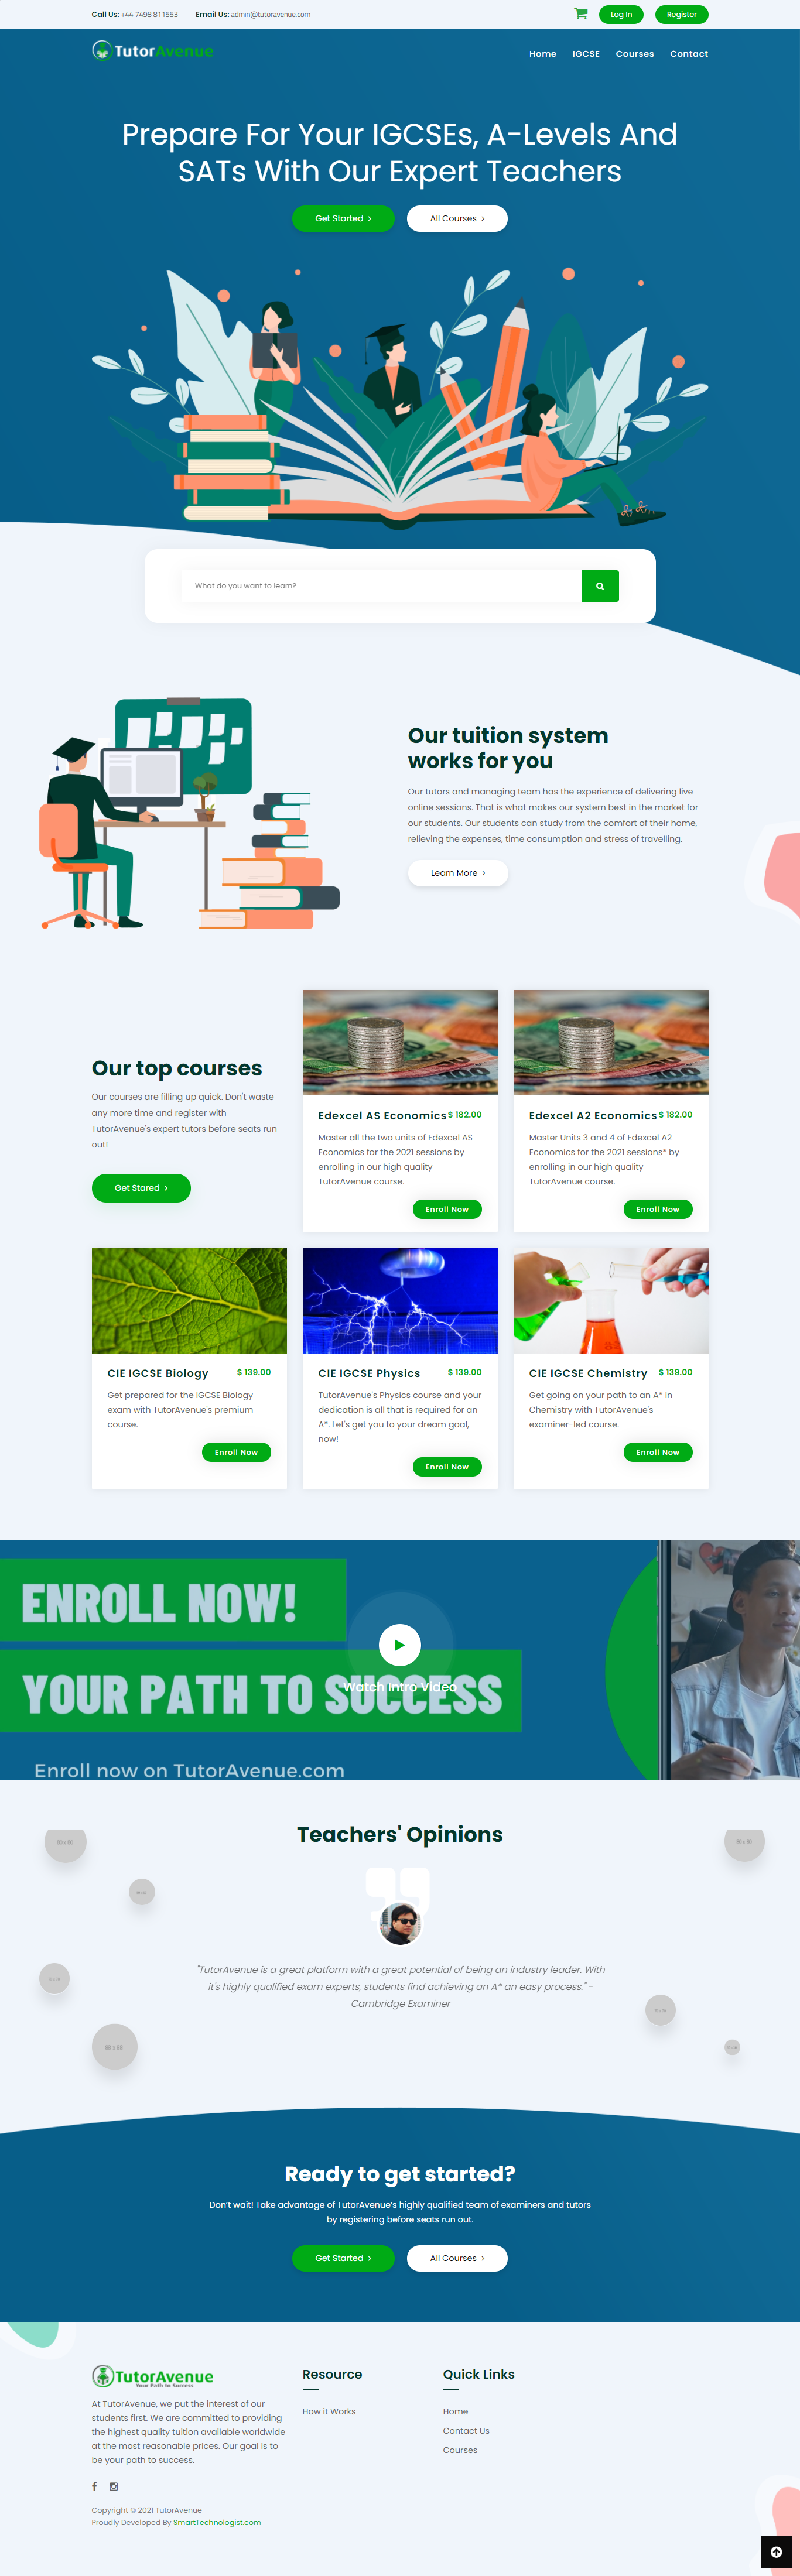 Call Us: +44 7498 811553 Email Us: admin@tutoravenue.com Log In Register
TutorAvenue Home IGCSE Courses Contact
Prepare For Your IGCSEs, A-Levels And
SATs With Our Expert Teachers
Get Started All Courses
What do you want to learn?
Our tuition system
works for you
Our tutors and managing team has the experience of delivering live
online sessions. That is what makes our system best in the market for
our students. Our students can study from the comfort of their home,
relieving the expenses, time consumption and stress of travelling.
Learn More
Our top courses
Our courses are filling up quick. Don't waste
any more time and register with
TutorAvenue's expert tutors before seats run
out!
Get Stared
Edexcel AS Economics $ 182.00
Master all the two units of Edexcel AS
Economics for the 2021 sessions by
enrolling in our high quality
TutorAvenue course.
Enroll Now
Edexcel A2 Economics $ 182.00
Master Units 3 and 4 of Edexcel A2
Economics for the 2021 sessions* by
enrolling in our high quality
TutorAvenue course.
Enroll Now
CIE IGCSE Biology $ 139.00
Get prepared for the IGCSE Biology
exam with TutorAvenue's premium
course.
Enroll Now
CIE IGCSE Physics $ 139.00
TutorAvenue's Physics course and your
dedication is all that is required for an
A*. Let's get you to your dream goal,
now!
Enroll Now
CIE IGCSE Chemistry $ 139.00
Get going on your path to an A* in
Chemistry with TutorAvenue's
examiner-led course.
Enroll Now
ENROLL NOW!
YOUR PATH TO SUCCESS
Watch Intro Video
Enroll now on TutorAvenue.com
Teachers' Opinions
"TutorAvenue is a great platform with a great potential of being an industry leader. With
it's highly qualified exam experts, students find achieving an A* an easy process." -
Cambridge Examiner
Ready to get started?
Don't wait! Take advantage of TutorAvenue's highly qualified team of examiners and tutors
by registering before seats run out.
Get Started All Courses
TutorAvenue
Your Path to Success
At TutorAvenue, we put the interest of our
students first. We are committed to providing
the highest quality tuition available worldwide
at the most reasonable prices. Our goal is to
be your path to success.
Copyright © 2021 TutorAvenue
Proudly Developed By SmartTechnologist.com
Resource
How it Works
Quick Links
Home
Contact Us
Courses